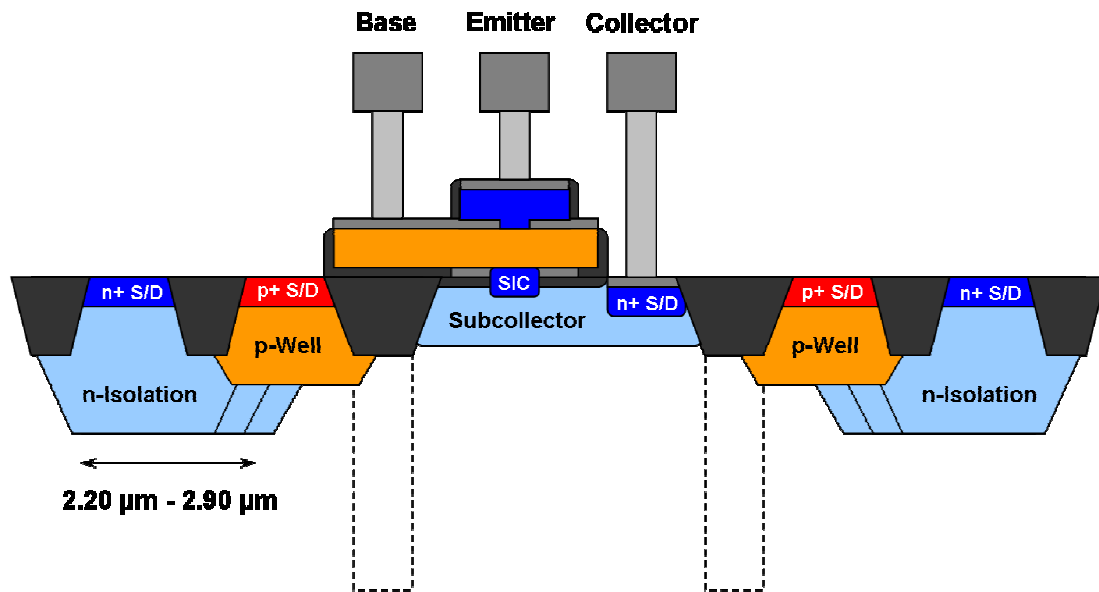 Base Emitter Collector
SIC
n+ S/D p+ S/D n+ S/D p+ S/D n+ S/D
Subcollector
p-Well p-Well
n-Isolation n-Isolation
2.20 µm - 2.90 µm